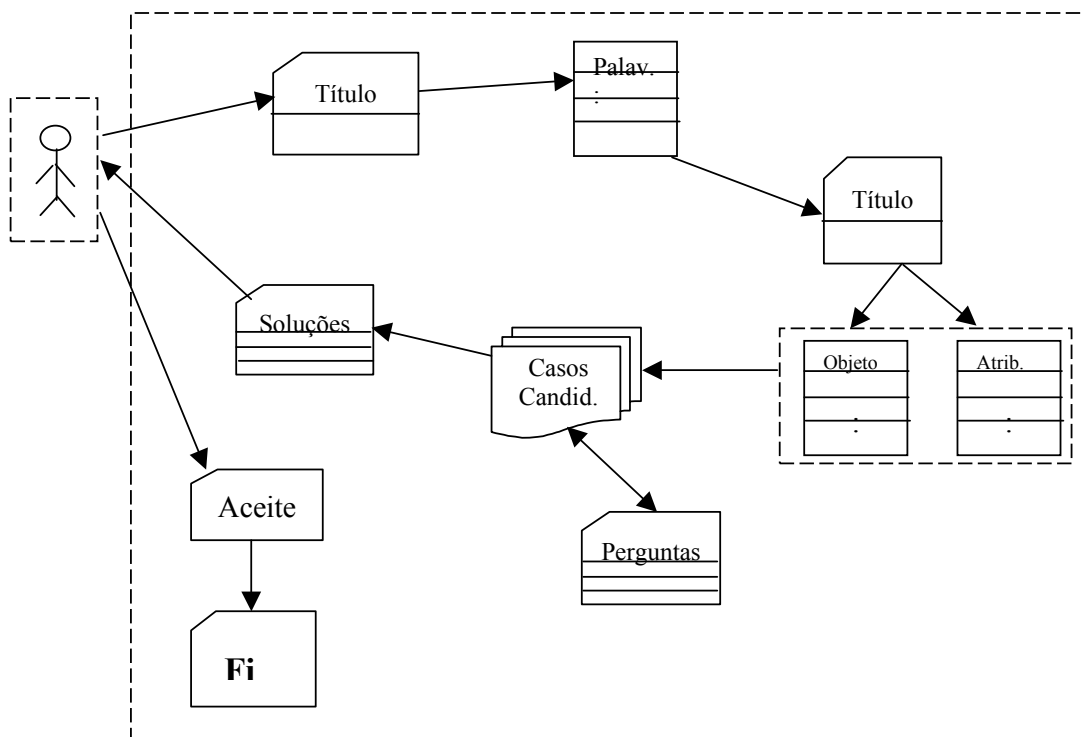 Título
Palav.
:
Título
Objeto
:
Atrib.
:
Soluções
Casos
Candid.
Perguntas
Aceite
Fi